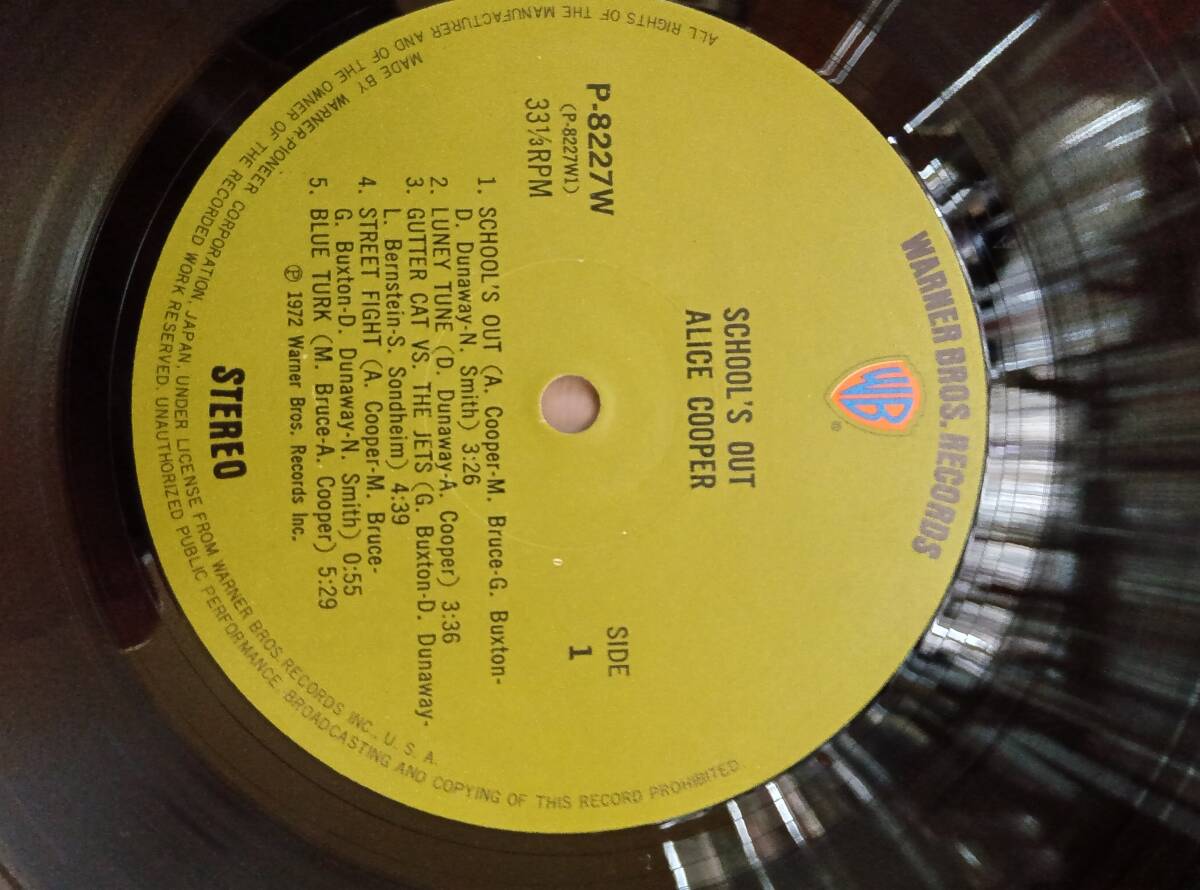 WARNER BROS. RECORDS
WB
®
SCHOOL'S OUT
ALICE COOPER
P-8227W
(P-8227W1)
33⅓RPM
SIDE
1
1. SCHOOL'S OUT (A. Cooper-M. Bruce-G. Buxton-
D. Dunaway-N. Smith) 3:26
2. LUNEY TUNE (D. Dunaway-A. Cooper) 3:36
3. GUTTER CAT VS. THE JETS (G. Buxton-D. Dunaway-
L. Bernstein-S. Sondheim) 4:39
4. STREET FIGHT (A. Cooper-M. Bruce-
G. Buxton-D. Dunaway-N. Smith) 0:55
5. BLUE TURK (M. Bruce-A. Cooper) 5:29
Ⓟ 1972 Warner Bros. Records Inc.
STEREO
MADE BY WARNER-PIONEER CORPORATION, JAPAN, UNDER LICENSE FROM WARNER BROS. RECORDS INC., U. S. A.
ALL RIGHTS OF THE MANUFACTURER AND OF THE OWNER OF THE RECORDED WORK RESERVED. UNAUTHORIZED PUBLIC PERFORMANCE. BROADCASTING AND COPYING OF THIS RECORD PROHIBITED.